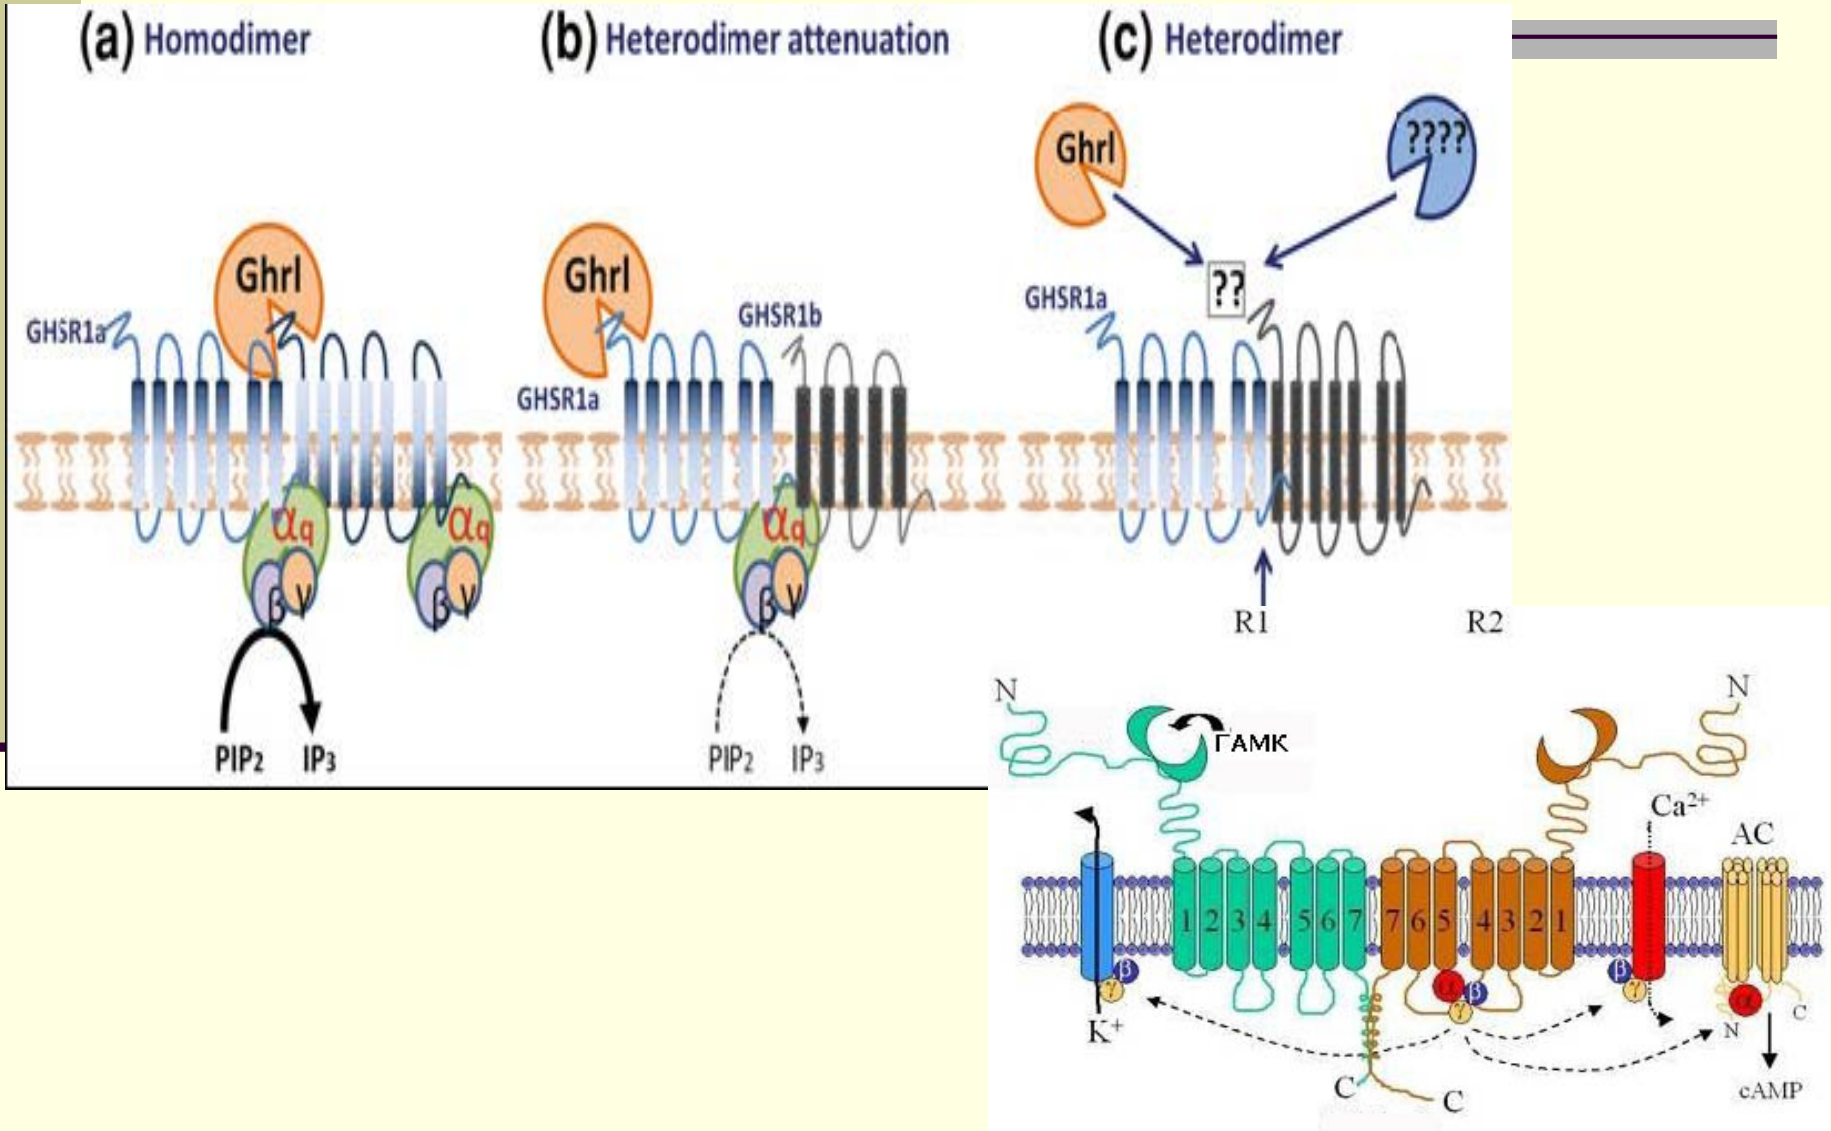 (a) Homodimer
Ghrl
GHSR1a
αq
αq
β γ
β γ
PIP2 IP3
(b) Heterodimer attenuation
Ghrl
GHSR1b
GHSR1a
αq
β γ
PIP2 IP3
(c) Heterodimer
Ghrl
????
??
GHSR1a
R1 R2
N
N
ГАМК
Ca2+
AC
1 2 3 4 5 6 7 7 6 5 4 3 2 1
β
γ
α β
γ
β
γ
α
N
C
K+
C
C
cAMP